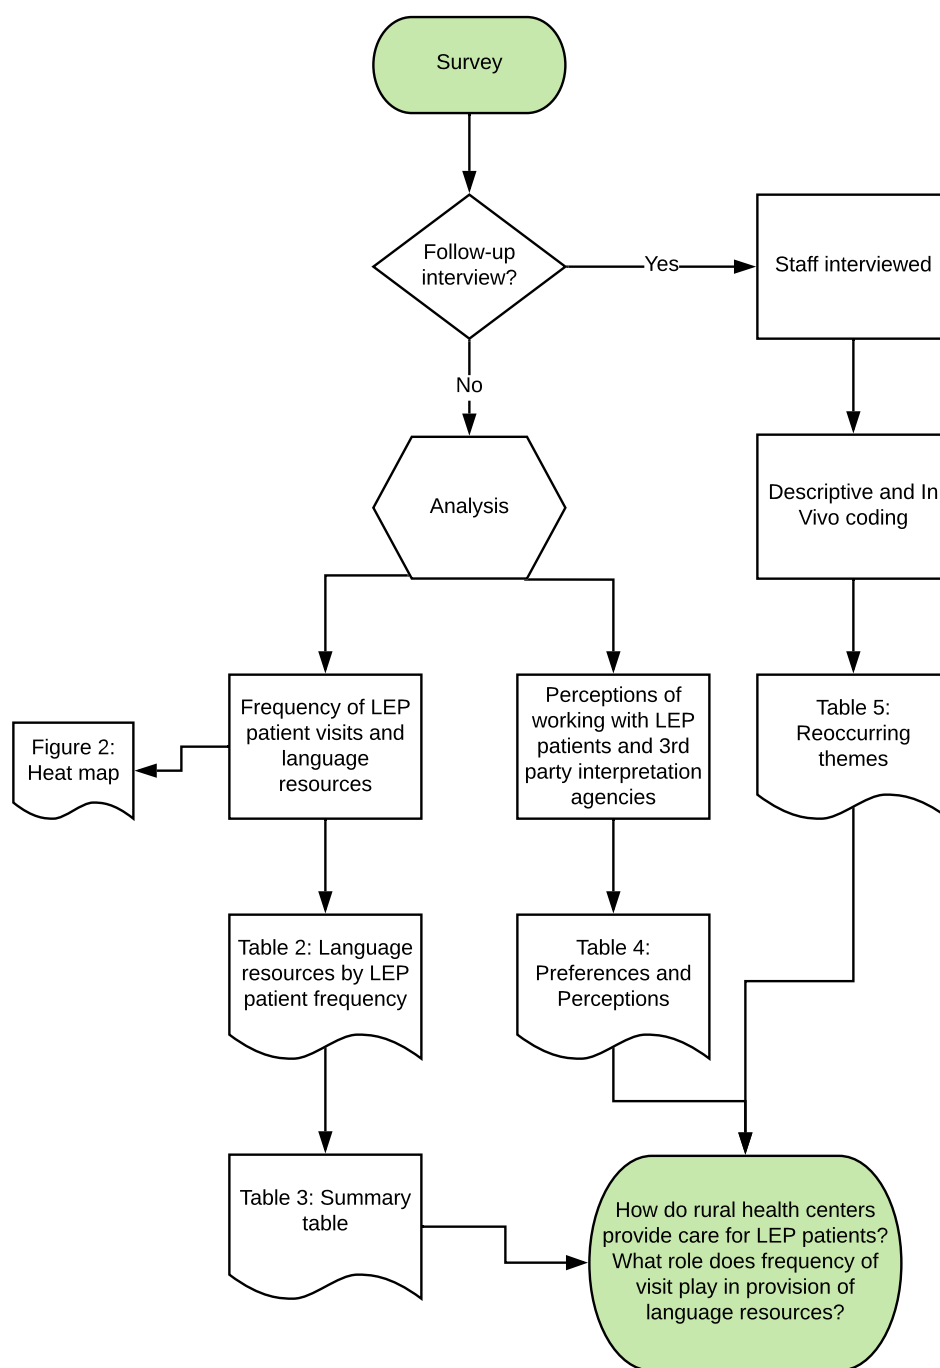 Survey
Follow-up
interview?
Yes
Staff interviewed
No
Analysis
Descriptive and In
Vivo coding
Figure 2:
Heat map
Frequency of LEP
patient visits and
language
resources
Perceptions of
working with LEP
patients and 3rd
party interpretation
agencies
Table 5:
Reoccurring
themes
Table 2: Language
resources by LEP
patient frequency
Table 4:
Preferences and
Perceptions
Table 3: Summary
table
How do rural health centers
provide care for LEP patients?
What role does frequency of
visit play in provision of
language resources?